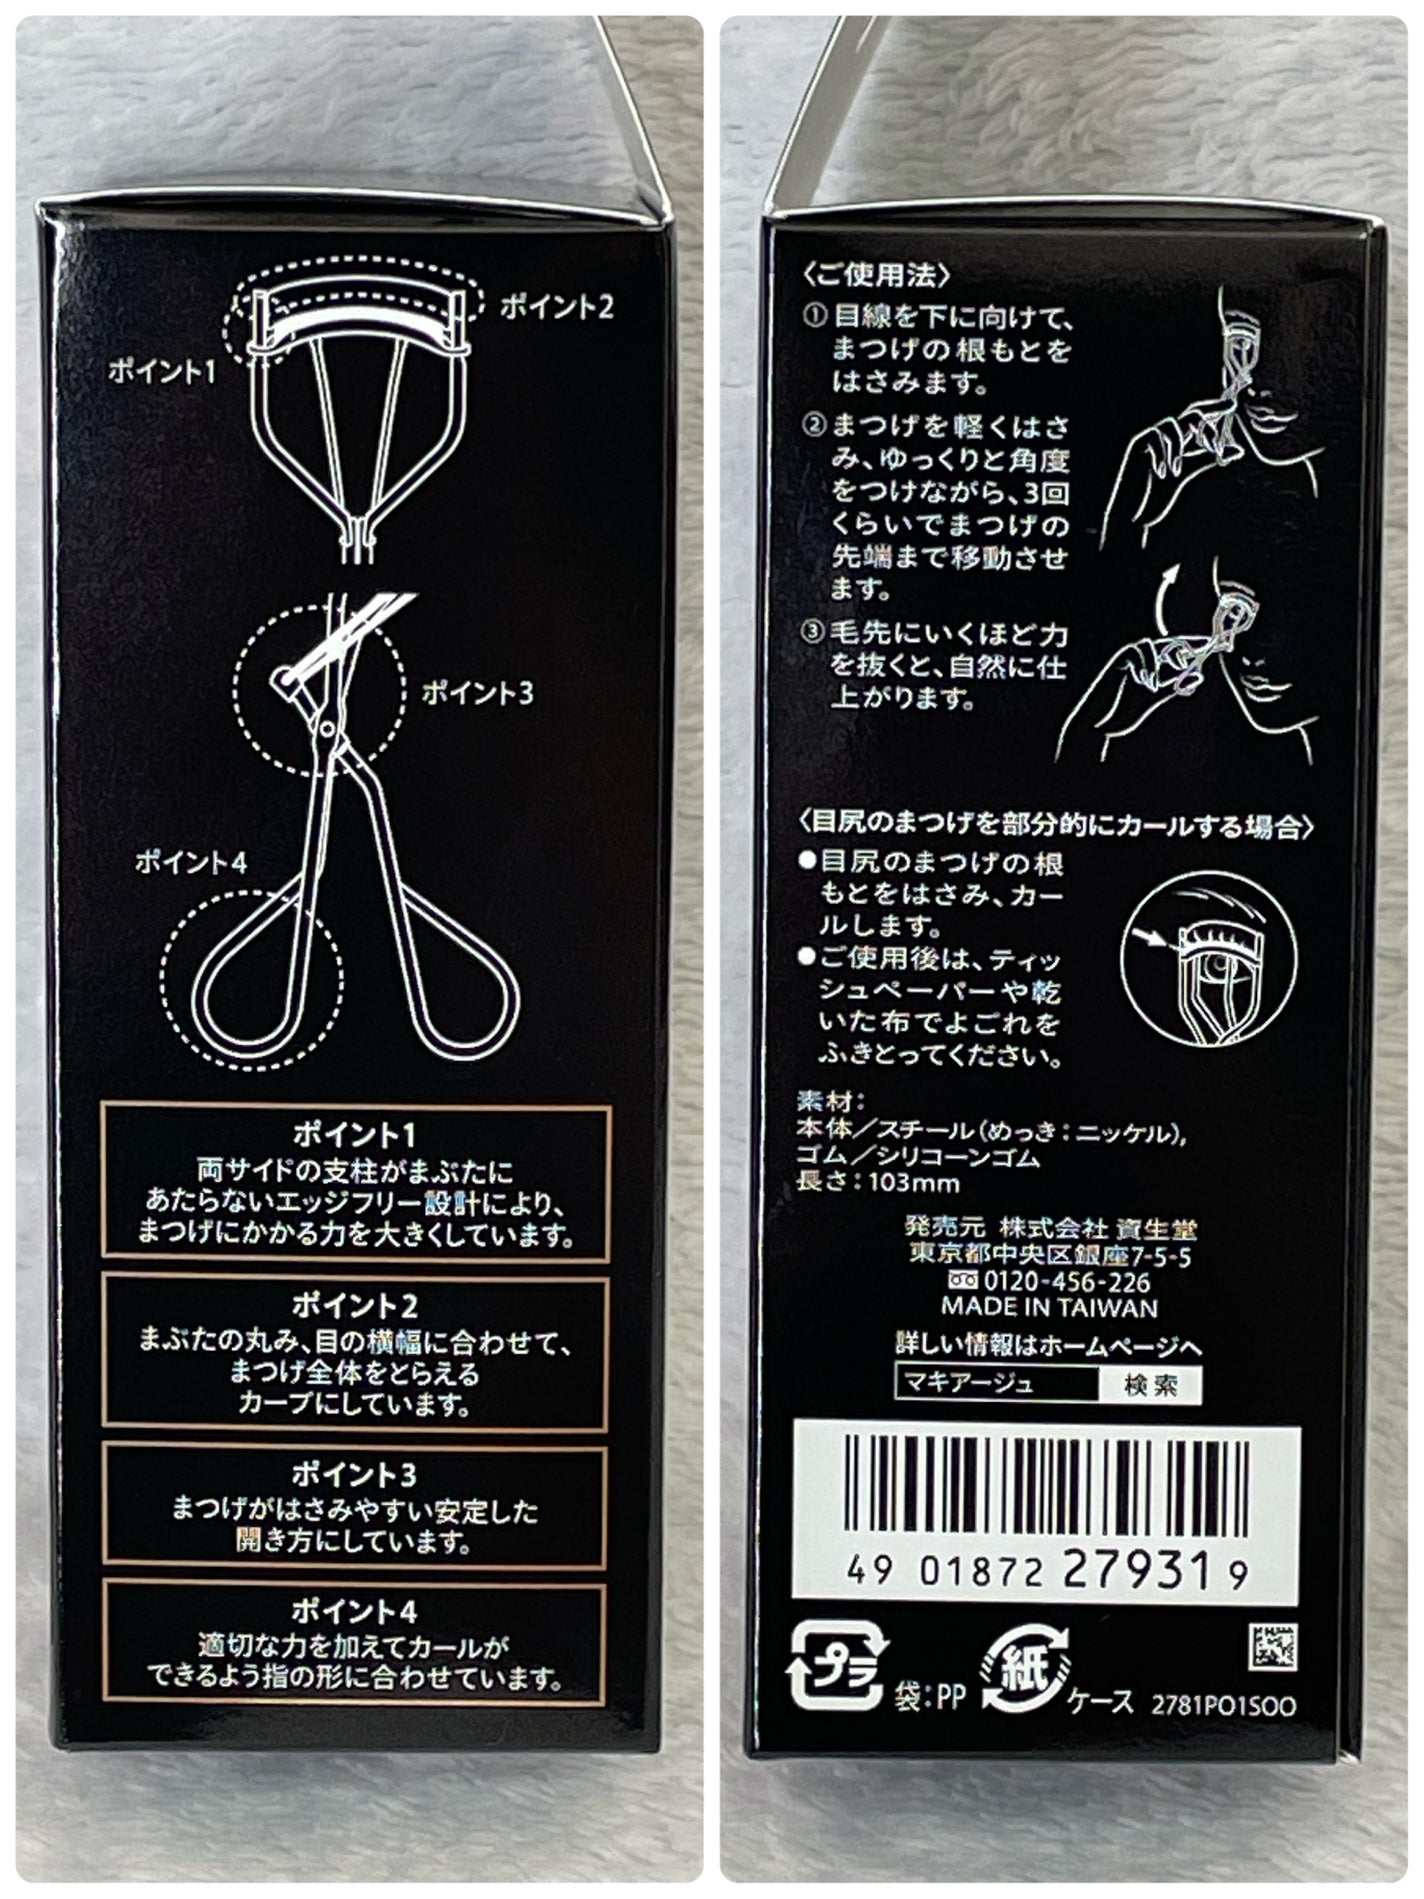 ポイント2
ポイント1
ポイント3
ポイント4
ポイント1
両サイドの支柱がまぶたに
あたらないエッジフリー設計により、
まつげにかかる力を大きくしています。
ポイント2
まぶたの丸み、目の横幅に合わせて、
まつげ全体をとらえる
カーブにしています。
ポイント3
まつげがはさみやすい安定した
開き方にしています。
ポイント4
適切な力を加えてカールが
できるよう指の形に合わせています。
〈ご使用法〉
①目線を下に向けて、
まつげの根もとを
はさみます。
②まつげを軽くはさ
み、ゆっくりと角度
をつけながら、3回
くらいでまつげの
先端まで移動させ
ます。
③毛先にいくほど力
を抜くと、自然に仕
上がります。
〈目尻のまつげを部分的にカールする場合〉
●目尻のまつげの根
もとをはさみ、カー
ルします。
●ご使用後は、ティッ
シュペーパーや乾
いた布でよごれを
ふきとってください。
素材：
本体／スチール（めっき：ニッケル）,
ゴム／シリコーンゴム
長さ：103mm
発売元 株式会社 資生堂
東京都中央区銀座7-5-5
0120-456-226
MADE IN TAIWAN
詳しい情報はホームページへ
マキアージュ 検索
49 01872 27931 9
プラ 袋：PP 紙 ケース 2781PO1SOO